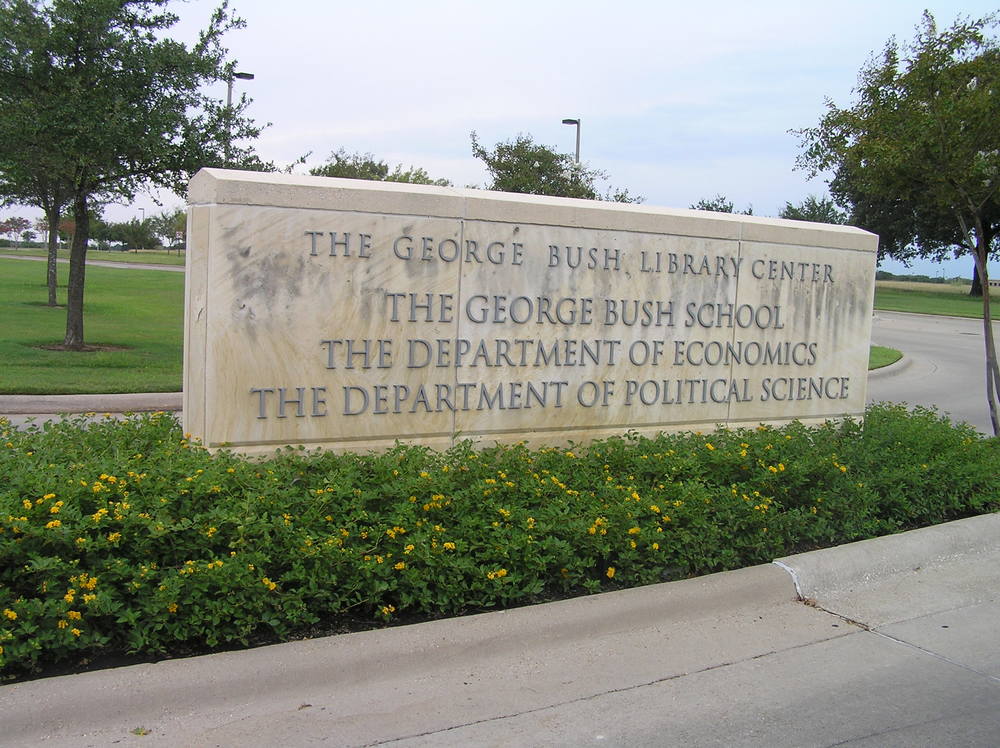 THE GEORGE BUSH LIBRARY CENTER
THE GEORGE BUSH SCHOOL
THE DEPARTMENT OF ECONOMICS
THE DEPARTMENT OF POLITICAL SCIENCE